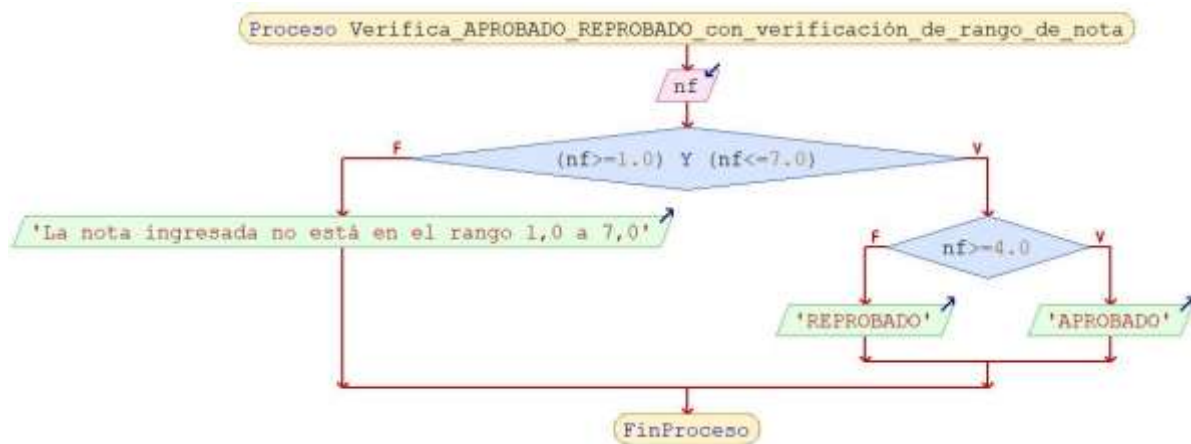 Proceso Verifica_APROBADO_REPROBADO_con_verificación_de_rango_de_nota
nf
F
(nf>=1.0) Y (nf<=7.0)
V
'La nota ingresada no está en el rango 1,0 a 7,0'
F
nf>=4.0
V
'REPROBADO'
'APROBADO'
FinProceso